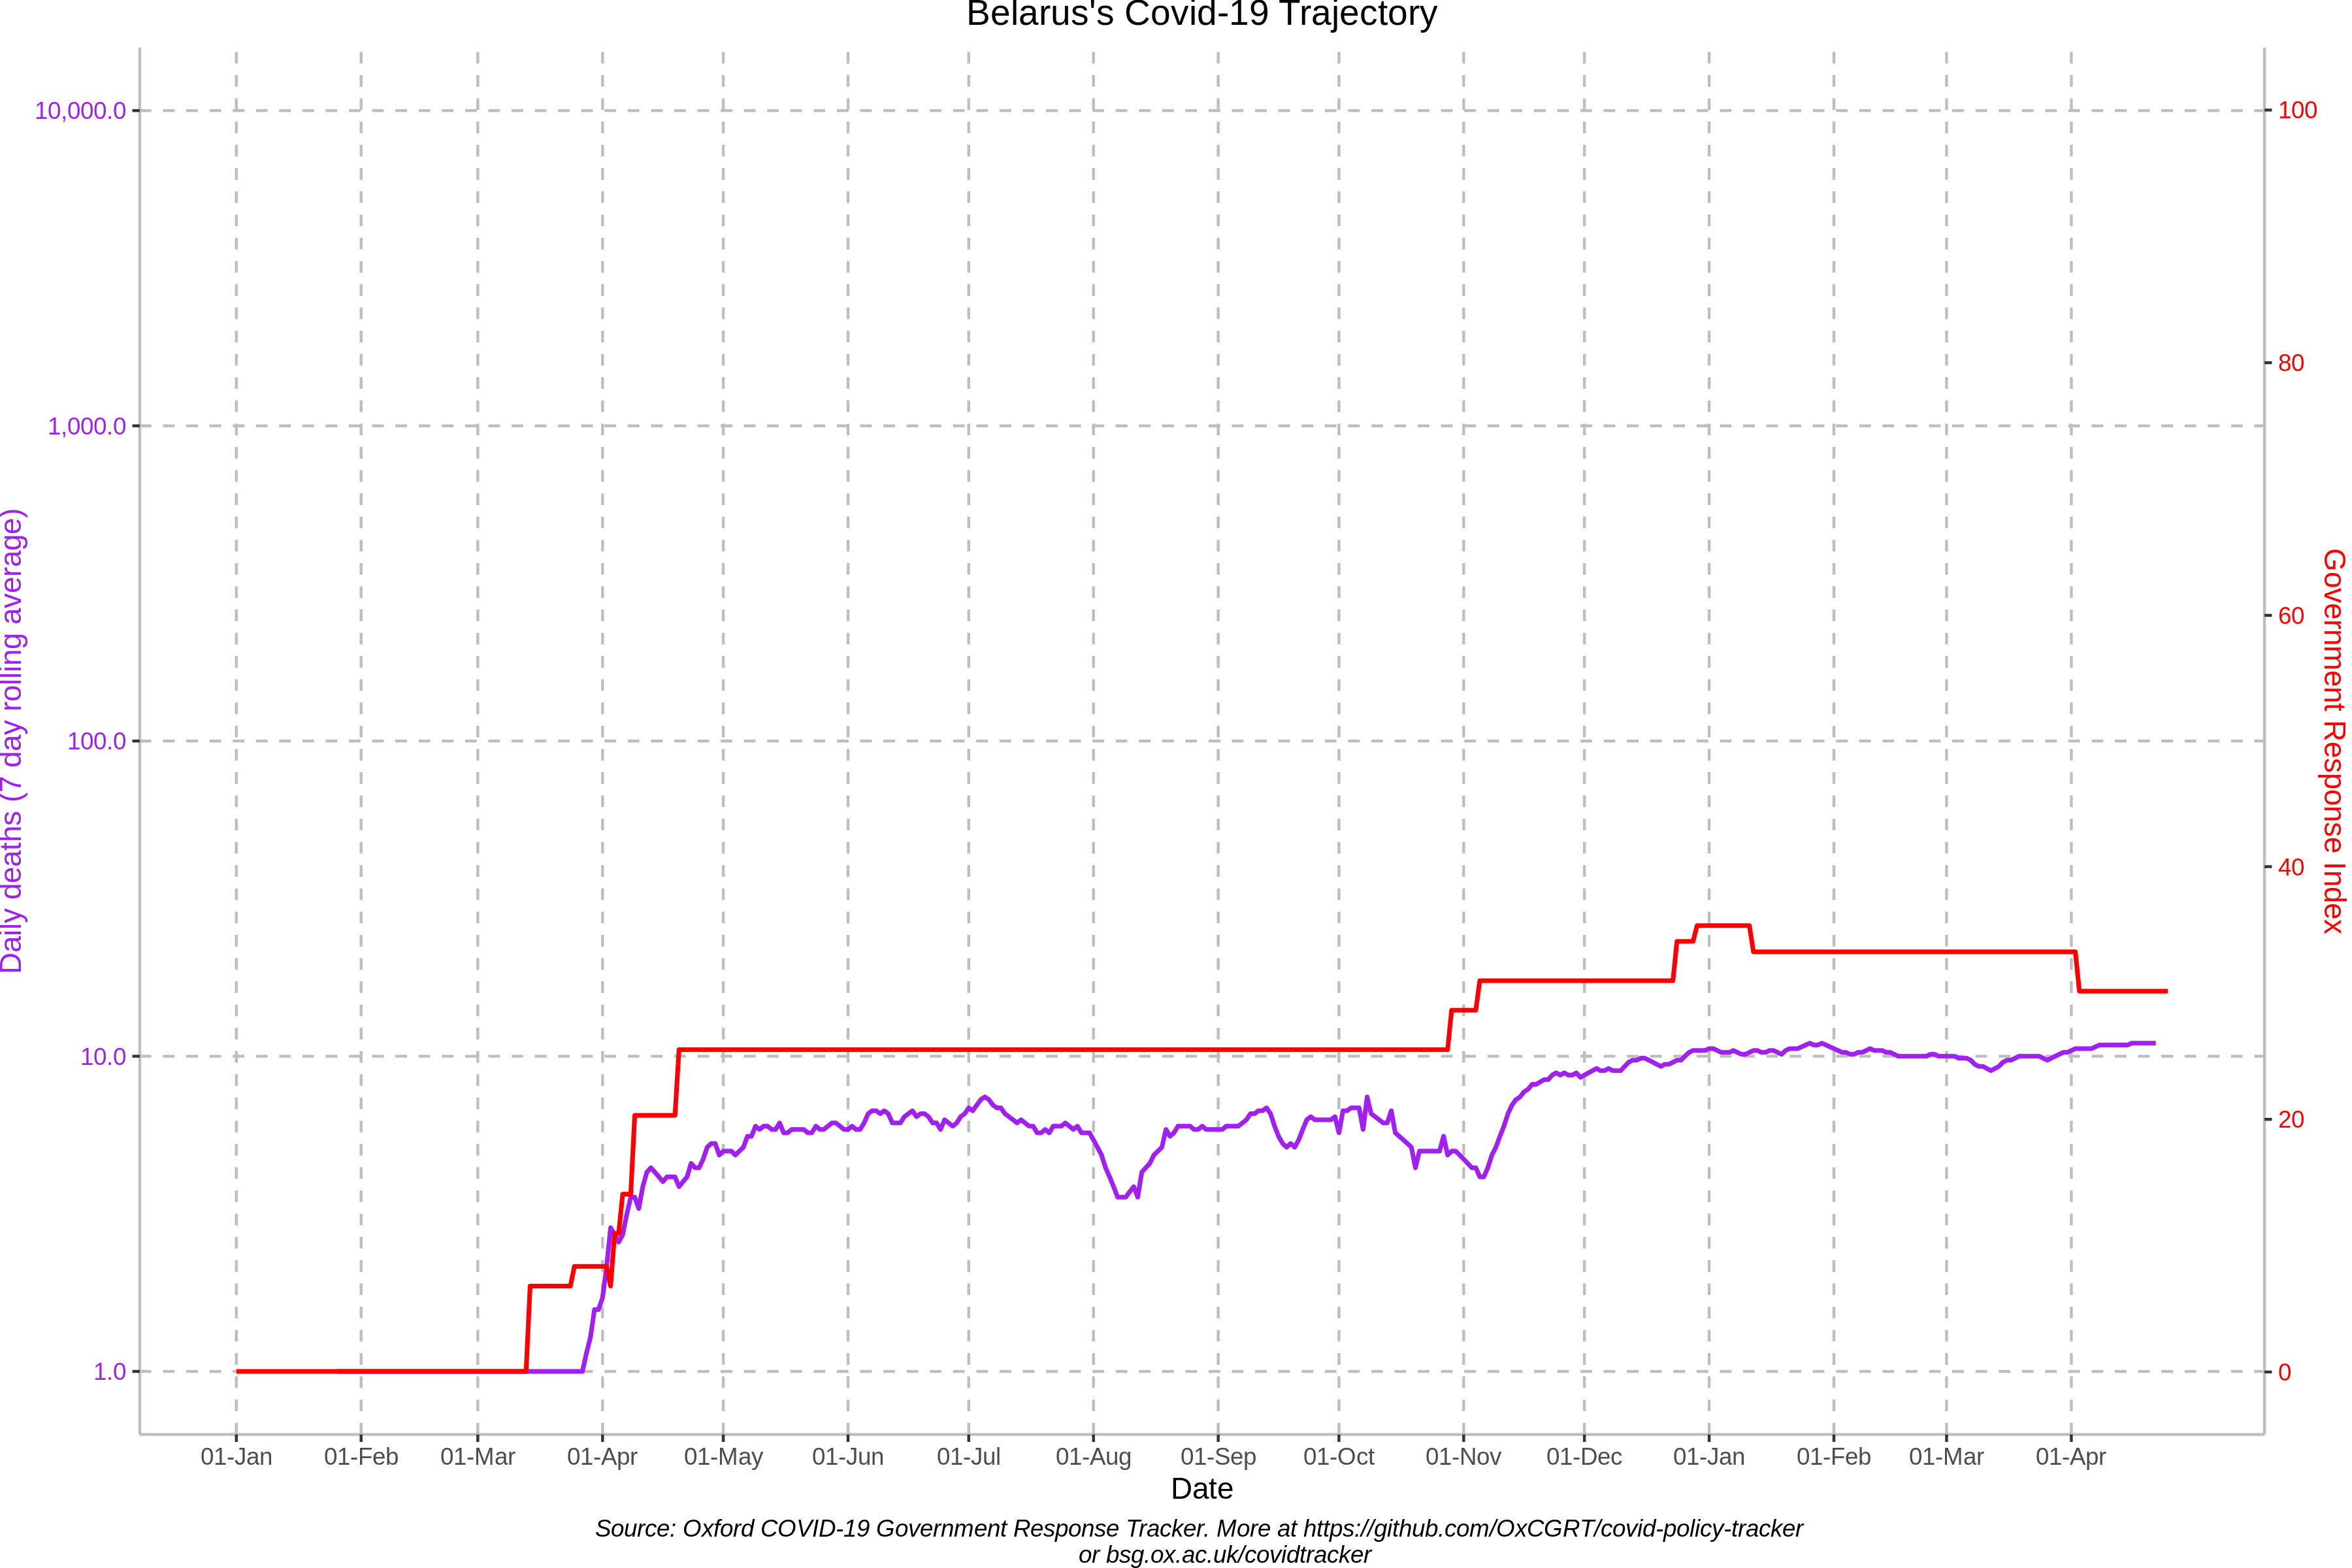 Belarus's Covid-19 Trajectory
10,000.0
1,000.0
100.0
10.0
1.0
Daily deaths (7 day rolling average)
100
80
60
40
20
0
Government Response Index
01-Jan 01-Feb 01-Mar 01-Apr 01-May 01-Jun 01-Jul 01-Aug 01-Sep 01-Oct 01-Nov 01-Dec 01-Jan 01-Feb 01-Mar 01-Apr
Date
Source: Oxford COVID-19 Government Response Tracker. More at https://github.com/OxCGRT/covid-policy-tracker
or bsg.ox.ac.uk/covidtracker